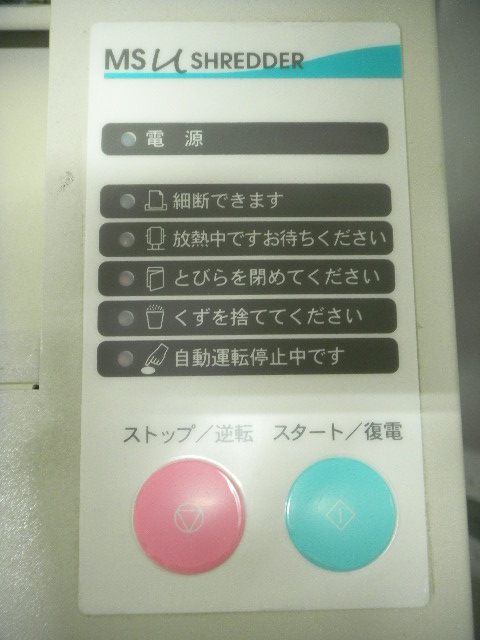 MSμ SHREDDER
電 源
細断できます
放熱中ですお待ちください
とびらを閉めてください
くずを捨ててください
自動運転停止中です
ストップ／逆転 スタート／復電